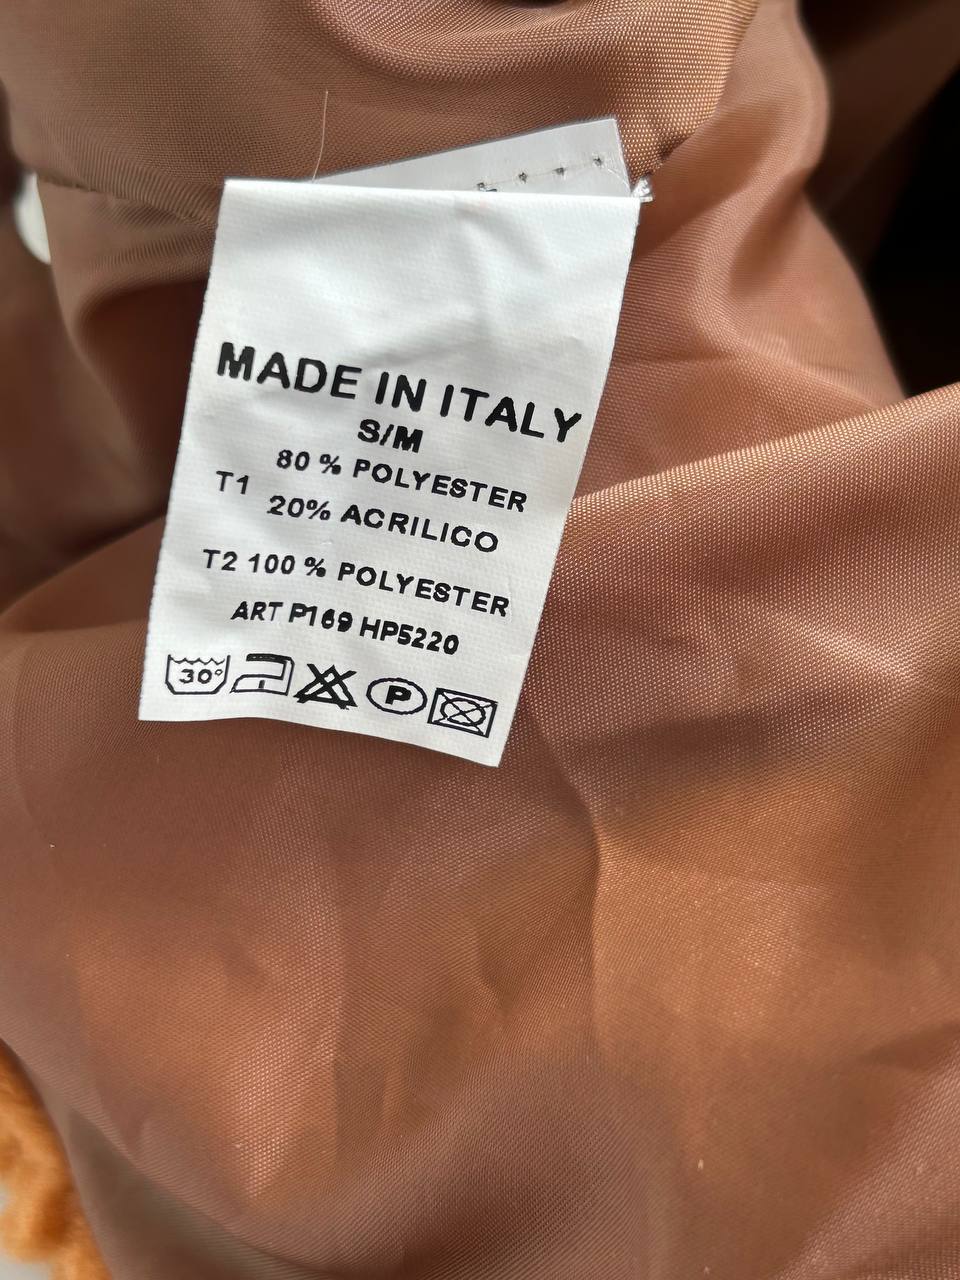 MADE IN ITALY
S/M
80 % POLYESTER
T1
20% ACRILICO
T2 100 % POLYESTER
ART P169 HP5220
30° P